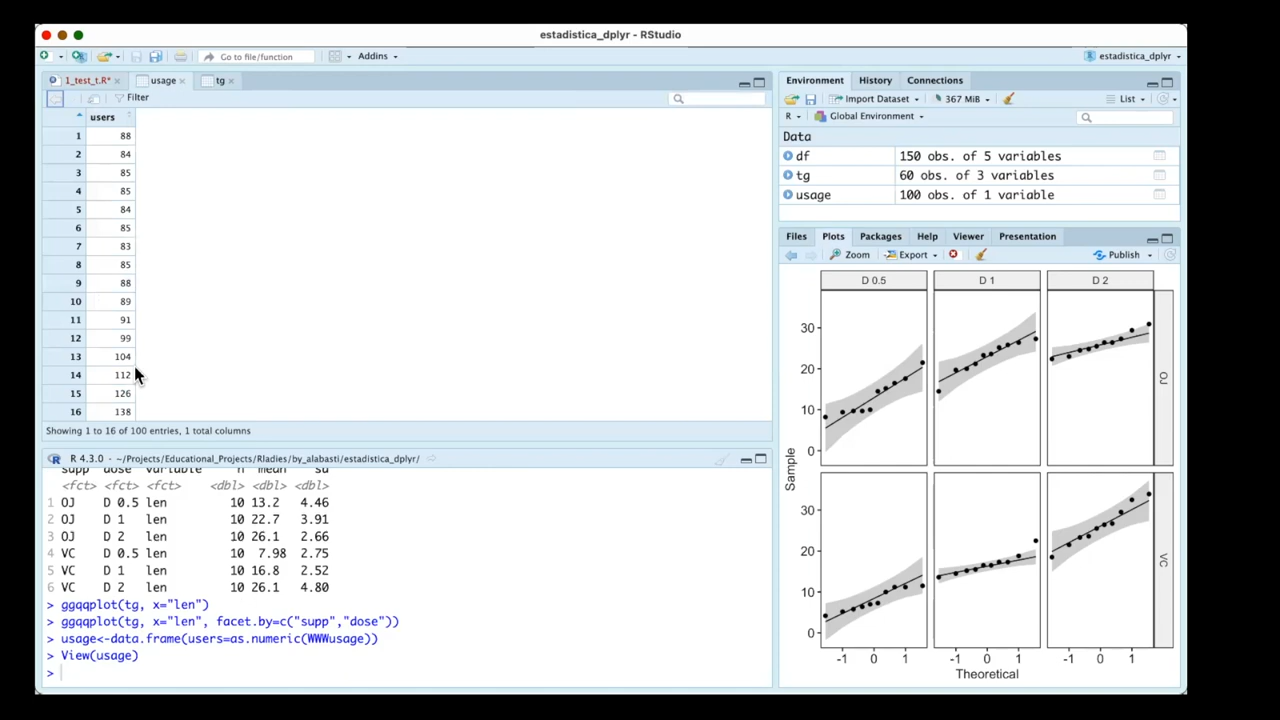 estadistica_dplyr - RStudio
Go to file/function Addins estadistica_dplyr
1_test_t.R* usage tg
Filter
users
1 88
2 84
3 85
4 85
5 84
6 85
7 83
8 85
9 88
10 89
11 91
12 99
13 104
14 112
15 126
16 138
Showing 1 to 16 of 100 entries, 1 total columns
R 4.3.0 · ~/Projects/Educational_Projects/Rladies/by_alabasti/estadistica_dplyr/
supp dose variable n mean sd
<fct> <fct> <fct> <dbl> <dbl> <dbl>
1 OJ D 0.5 len 10 13.2 4.46
2 OJ D 1 len 10 22.7 3.91
3 OJ D 2 len 10 26.1 2.66
4 VC D 0.5 len 10 7.98 2.75
5 VC D 1 len 10 16.8 2.52
6 VC D 2 len 10 26.1 4.80
> ggqqplot(tg, x="len")
> ggqqplot(tg, x="len", facet.by=c("supp","dose"))
> usage<-data.frame(users=as.numeric(WWWusage))
> View(usage)
>
Environment History Connections
Import Dataset 367 MiB List
R Global Environment
Data
df 150 obs. of 5 variables
tg 60 obs. of 3 variables
usage 100 obs. of 1 variable
Files Plots Packages Help Viewer Presentation
Zoom Export Publish
D 0.5 D 1 D 2
30
20
10
0
OJ
Sample
30
20
10
0
VC
-1 0 1 -1 0 1 -1 0 1
Theoretical